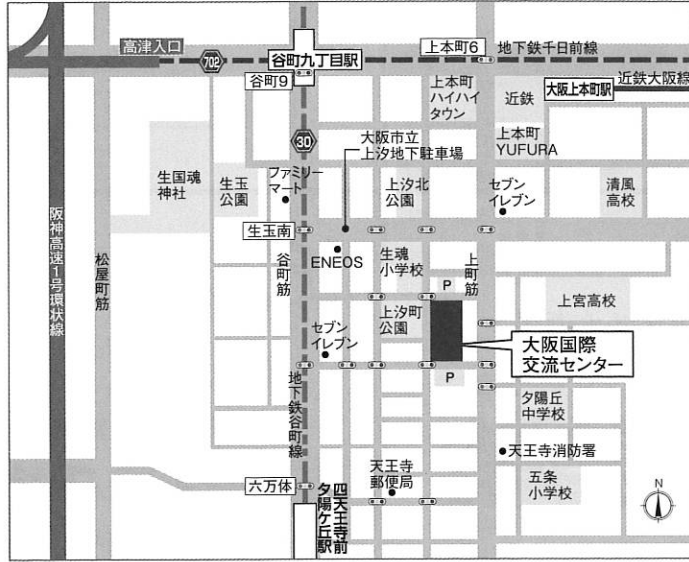 高津入口
702
谷町九丁目駅
上本町6
地下鉄千日前線
谷町9
上本町
ハイハイ
タウン
近鉄
大阪上本町駅
近鉄大阪線
30
大阪市立
上汐地下駐車場
上本町
YUFURA
生国魂
神社
生玉
公園
ファミリー
マート
上汐北
公園
セブン
イレブン
清風
高校
阪神高速1号環状線
松屋町筋
生玉南
谷町筋
ENEOS
生魂
小学校
上町筋
P
上宮高校
上汐町
公園
セブン
イレブン
大阪国際
交流センター
P
地下鉄谷町線
夕陽丘
中学校
天王寺消防署
天王寺
郵便局
五条
小学校
六万体
四天王寺前
夕陽ケ丘駅
N